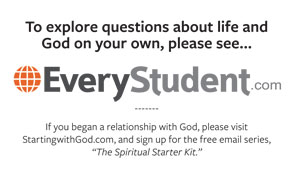 To explore questions about life and
God on your own, please see...
EveryStudent.com
-------
If you began a relationship with God, please visit
StartingwithGod.com, and sign up for the free email series,
“The Spiritual Starter Kit.”